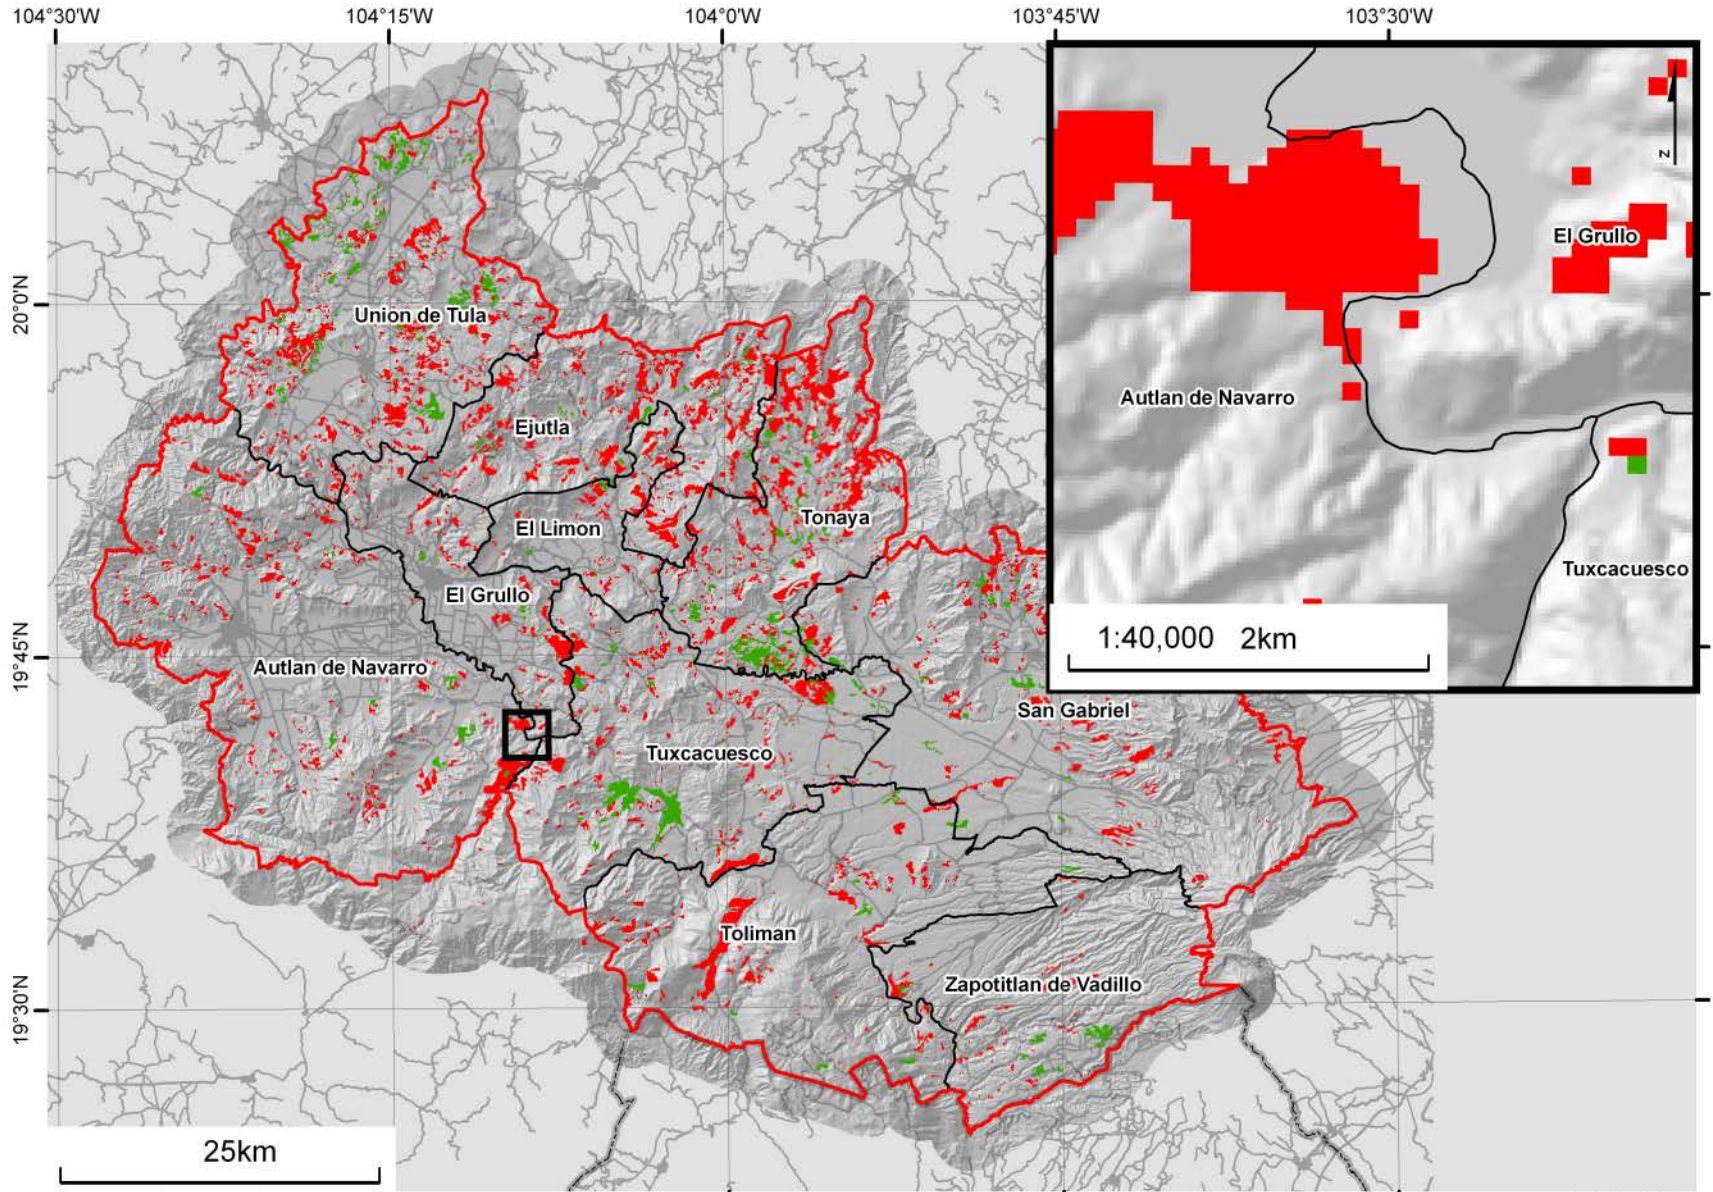 104°30'W 104°15'W 104°0'W 103°45'W 103°30'W
20°0'N
19°45'N
19°30'N
Union de Tula
Ejutla
El Limon
Tonaya
El Grullo
Autlan de Navarro
Tuxcacuesco
San Gabriel
Toliman
Zapotitlan de Vadillo
25km
N
El Grullo
Autlan de Navarro
Tuxcacuesco
1:40,000 2km